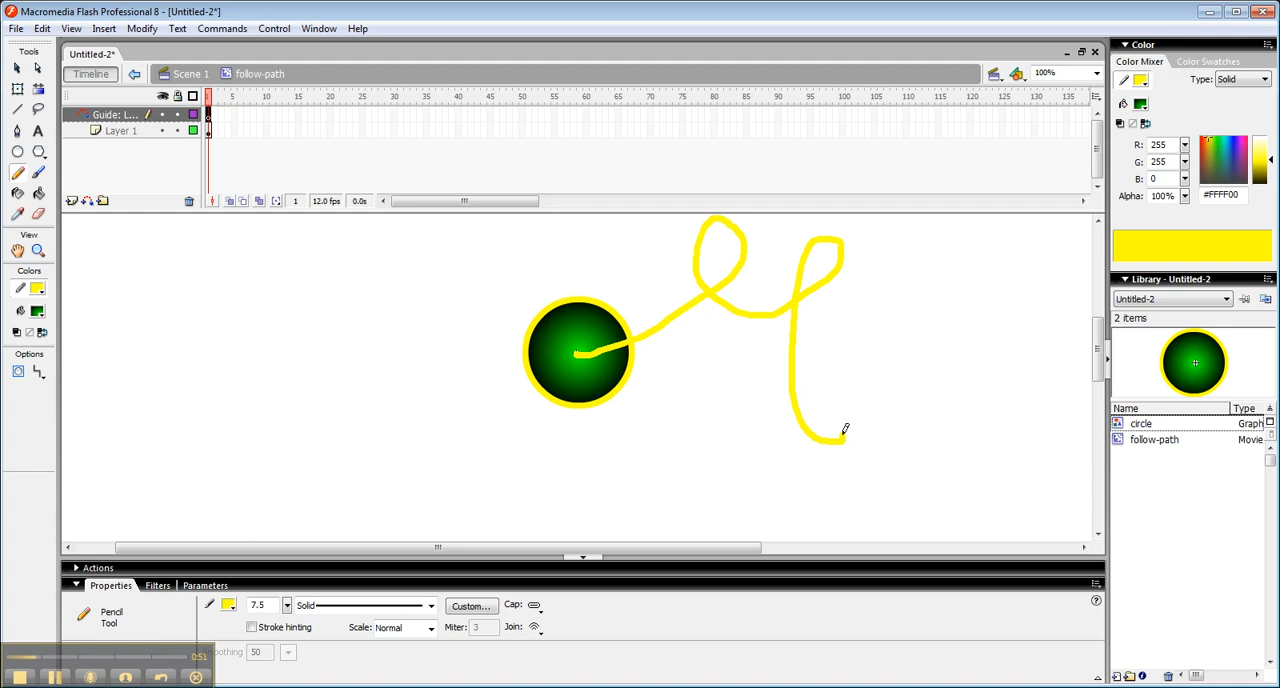 Macromedia Flash Professional 8 - [Untitled-2*]
File Edit View Insert Modify Text Commands Control Window Help
Tools
View
Colors
Options
Untitled-2*
Timeline
Scene 1
follow-path
100%
1 5 10 15 20 25 30 35 40 45 50 55 60 65 70 75 80 85 90 95 100 105 110 115 120 125 130 135
Guide: L...
Layer 1
1 12.0 fps 0.0s
Color
Color Mixer Color Swatches
Type: Solid
R: 255
G: 255
B: 0
Alpha: 100%
#FFFF00
Library - Untitled-2
Untitled-2
2 items
Name Type
circle Graph
follow-path Movie
Actions
Properties Filters Parameters
Pencil
Tool
7.5 Solid Custom... Cap:
Stroke hinting Scale: Normal Miter: 3 Join:
50
0:51